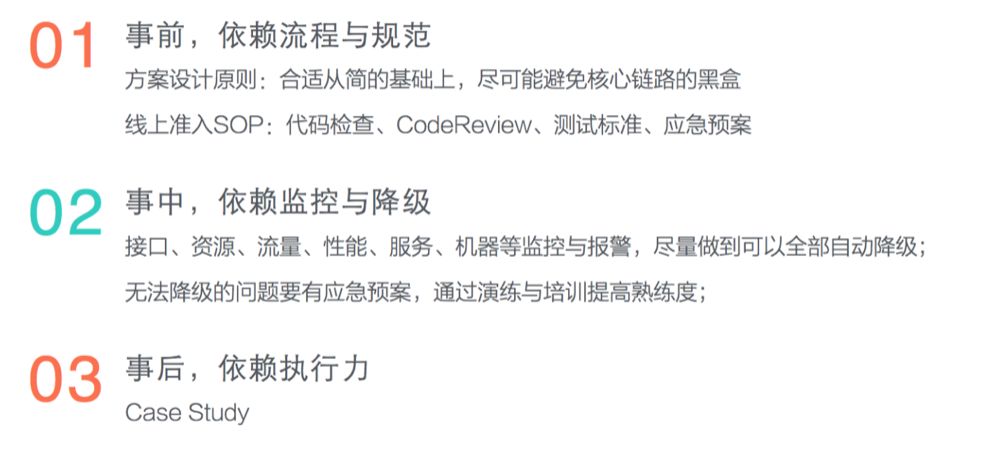 01
事前，依赖流程与规范
方案设计原则：合适从简的基础上，尽可能避免核心链路的黑盒
线上准入SOP：代码检查、CodeReview、测试标准、应急预案
02
事中，依赖监控与降级
接口、资源、流量、性能、服务、机器等监控与报警，尽量做到可以全部自动降级；
无法降级的问题要有应急预案，通过演练与培训提高熟练度；
03
事后，依赖执行力
Case Study